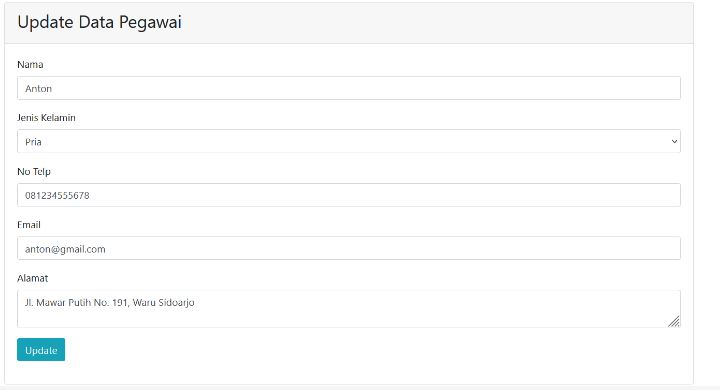 Update Data Pegawai
Nama
Anton
Jenis Kelamin
Pria
No Telp
081234555678
Email
anton@gmail.com
Alamat
Jl. Mawar Putih No. 191, Waru Sidoarjo
Update